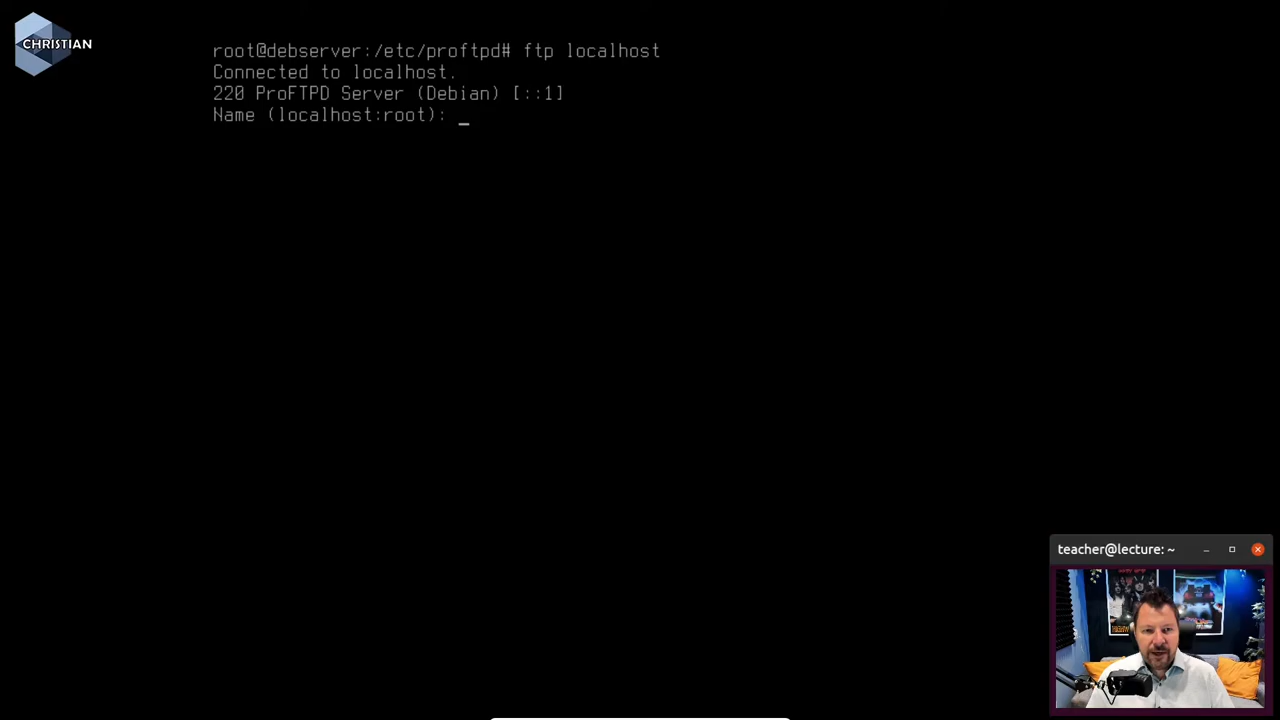 CHRISTIAN
root@debserver:/etc/proftpd# ftp localhost
Connected to localhost.
220 ProFTPD Server (Debian) [::1]
Name (localhost:root): _
teacher@lecture: ~